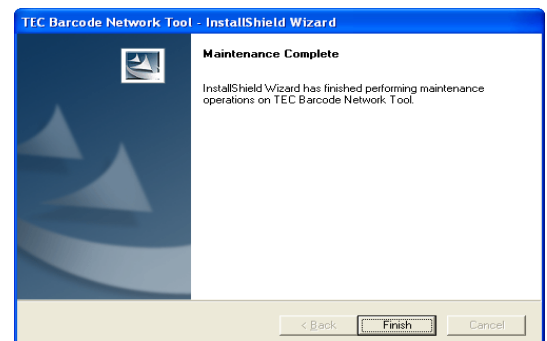 TEC Barcode Network Tool - InstallShield Wizard
Maintenance Complete
InstallShield Wizard has finished performing maintenance
operations on TEC Barcode Network Tool.
< Back Finish Cancel